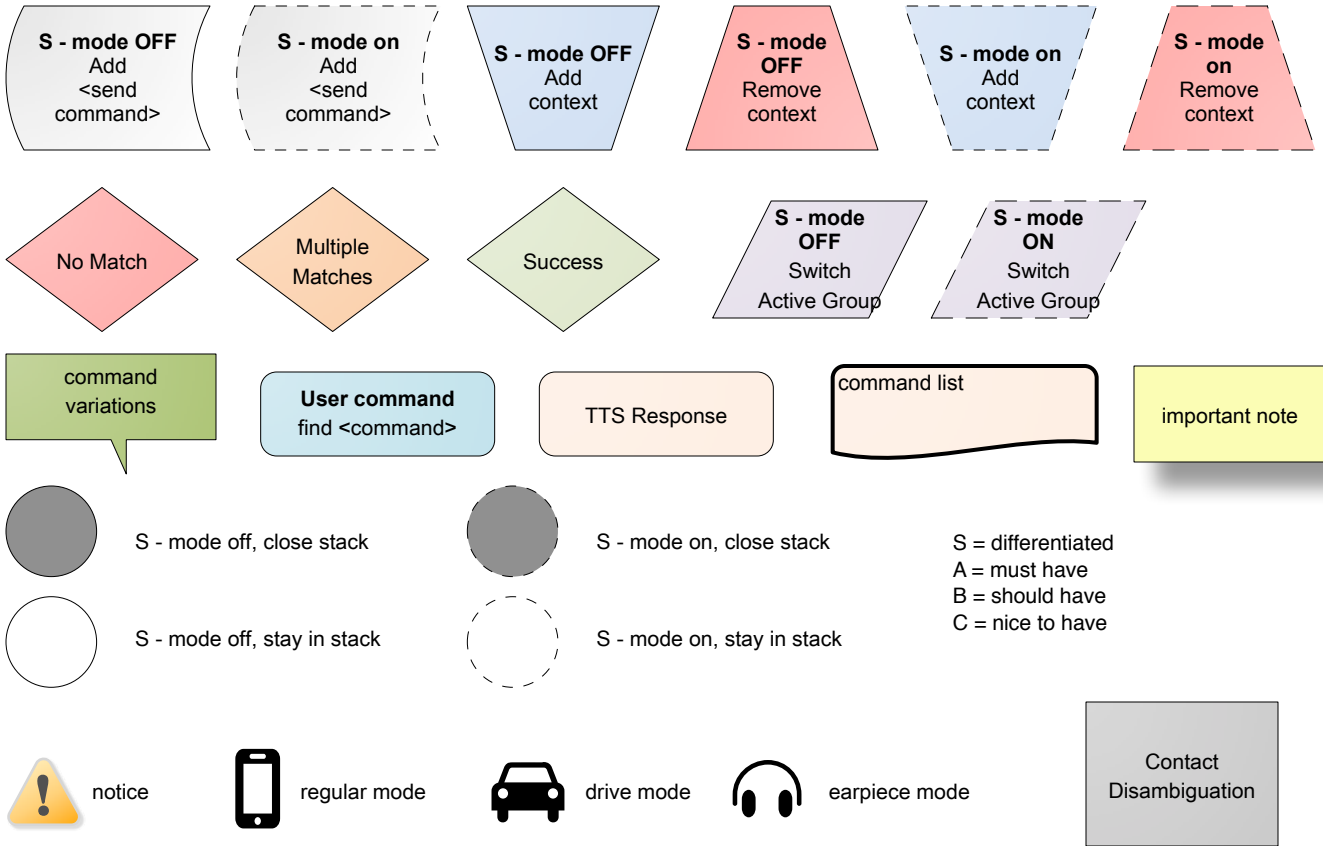 S - mode OFF
Add
<send
command>
S - mode on
Add
<send
command>
S - mode OFF
Add
context
S - mode
OFF
Remove
context
S - mode on
Add
context
S - mode
on
Remove
context
No Match
Multiple
Matches
Success
S - mode
OFF
Switch
Active Group
S - mode
ON
Switch
Active Group
command
variations
User command
find <command>
TTS Response
command list
important note
S - mode off, close stack
S - mode on, close stack
S = differentiated
A = must have
B = should have
C = nice to have
S - mode off, stay in stack
S - mode on, stay in stack
notice
regular mode
drive mode
earpiece mode
Contact
Disambiguation